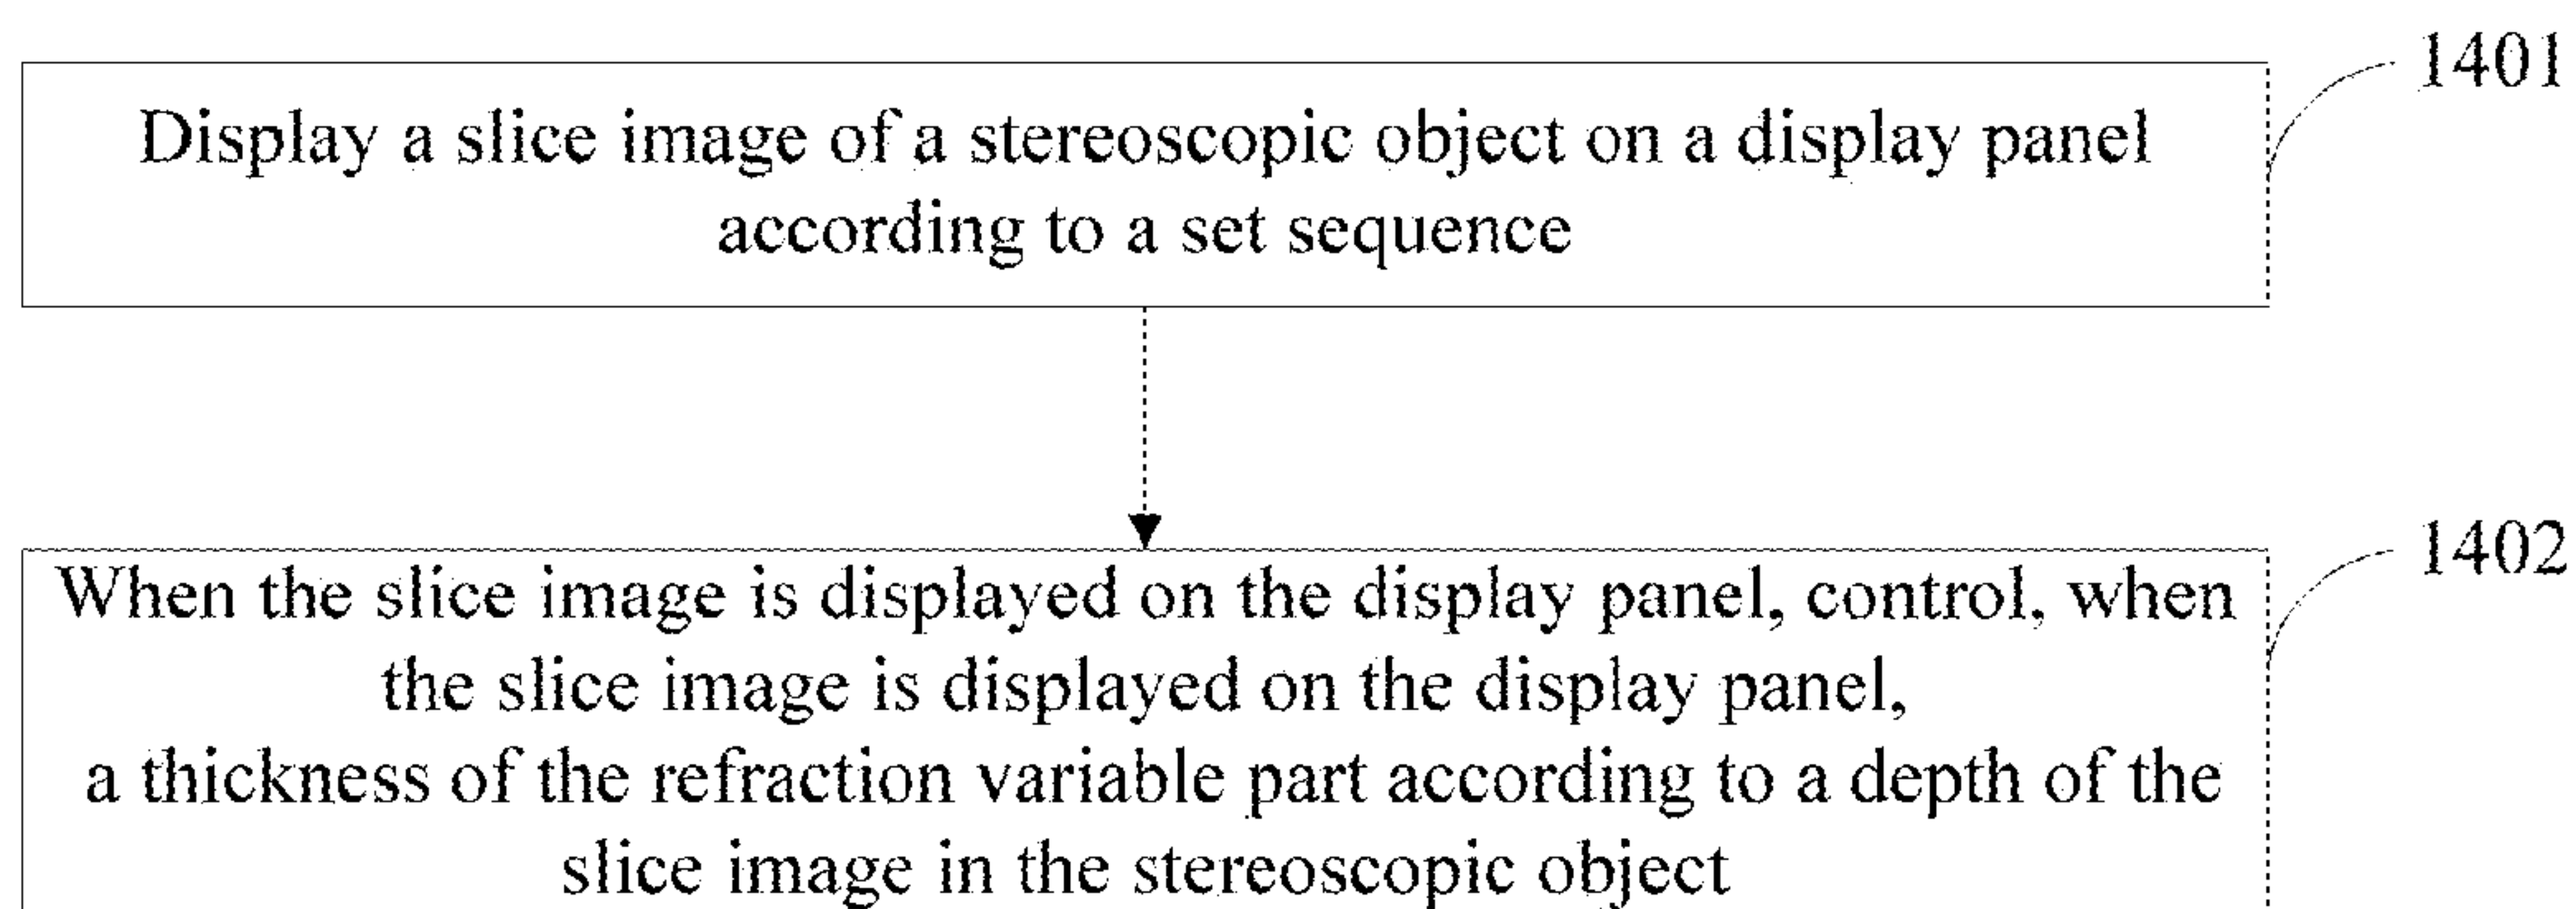 1401
Display a slice image of a stereoscopic object on a display panel
according to a set sequence
1402
When the slice image is displayed on the display panel, control, when
the slice image is displayed on the display panel,
a thickness of the refraction variable part according to a depth of the
slice image in the stereoscopic object